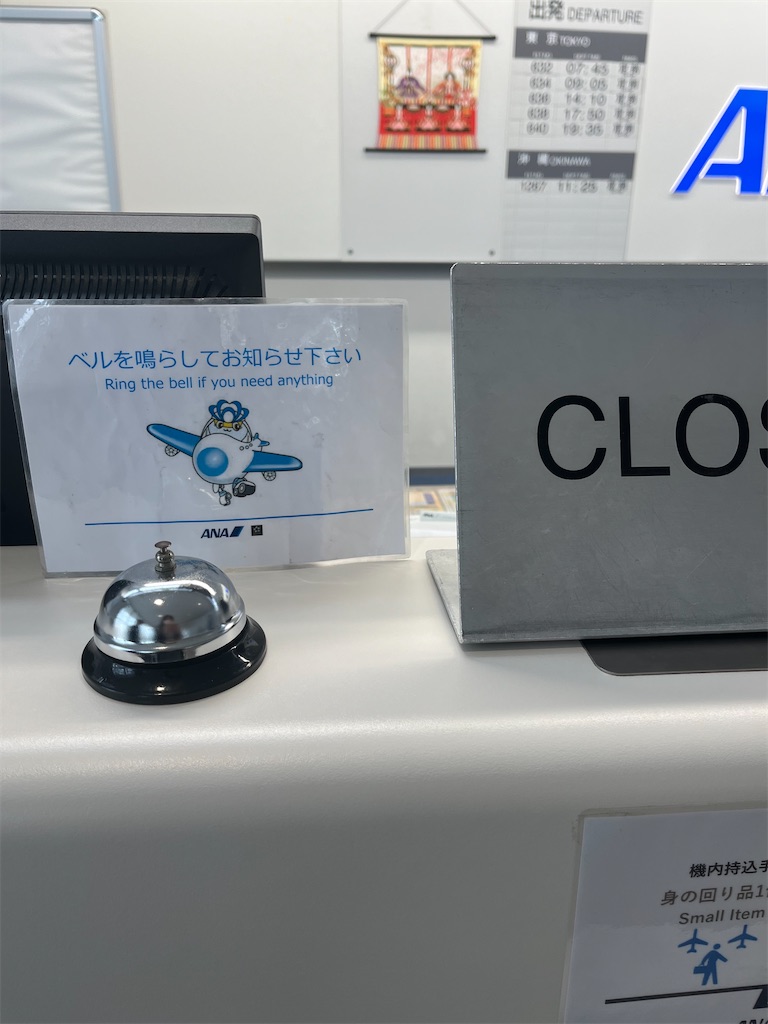 出発 DEPARTURE
東京 TOKYO
632 07:45
634 09:05
636 14:10
638 17:50
640 19:35
沖縄 OKINAWA
1267 11:25
ベルを鳴らしてお知らせ下さい
Ring the bell if you need anything
ANA
CLOS
機内持込手
身の回り品1
Small Item